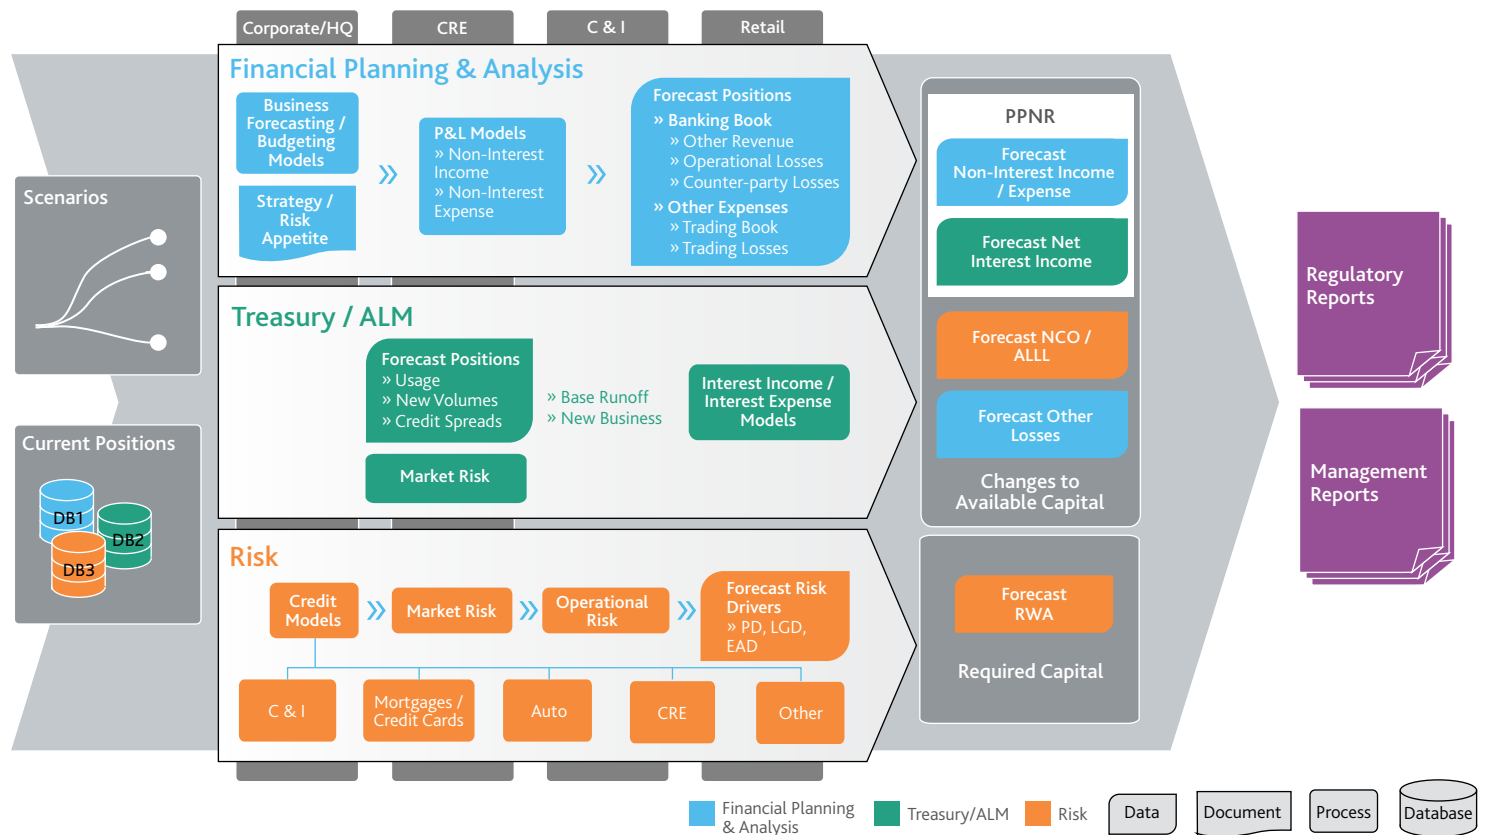 Corporate/HQ
CRE
C & I
Retail
Financial Planning & Analysis
Business
Forecasting /
Budgeting
Models
Strategy /
Risk
Appetite
»
P&L Models
» Non-Interest
Income
» Non-Interest
Expense
»
Forecast Positions
» Banking Book
» Other Revenue
» Operational Losses
» Counter-party Losses
» Other Expenses
» Trading Book
» Trading Losses
Scenarios
Current Positions
DB1
DB2
DB3
Treasury / ALM
Forecast Positions
» Usage
» New Volumes
» Credit Spreads
Market Risk
» Base Runoff
» New Business
Interest Income /
Interest Expense
Models
Risk
Credit
Models
»
Market Risk
»
Operational
Risk
»
Forecast Risk
Drivers
» PD, LGD,
EAD
C & I
Mortgages /
Credit Cards
Auto
CRE
Other
PPNR
Forecast
Non-Interest Income
/ Expense
Forecast Net
Interest Income
Forecast NCO /
ALLL
Forecast Other
Losses
Changes to
Available Capital
Forecast
RWA
Required Capital
Regulatory
Reports
Management
Reports
Financial Planning
& Analysis
Treasury/ALM
Risk
Data
Document
Process
Database